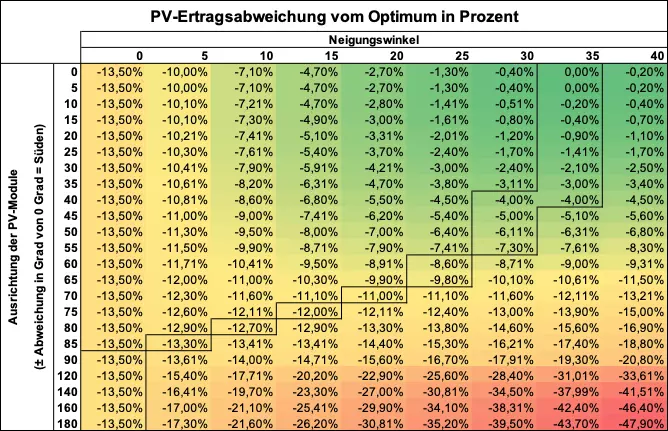 PV-Ertragsabweichung vom Optimum in Prozent
Neigungswinkel
0 5 10 15 20 25 30 35 40
Ausrichtung der PV-Module
(± Abweichung in Grad von 0 Grad = Süden)
0 -13,50% -10,00% -7,10% -4,70% -2,70% -1,30% -0,40% 0,00% -0,20%
5 -13,50% -10,00% -7,10% -4,70% -2,70% -1,30% -0,40% 0,00% -0,20%
10 -13,50% -10,10% -7,21% -4,70% -2,80% -1,41% -0,51% -0,20% -0,40%
15 -13,50% -10,10% -7,30% -4,90% -3,00% -1,61% -0,80% -0,40% -0,70%
20 -13,50% -10,21% -7,41% -5,10% -3,31% -2,01% -1,20% -0,90% -1,10%
25 -13,50% -10,30% -7,61% -5,40% -3,70% -2,40% -1,70% -1,41% -1,70%
30 -13,50% -10,41% -7,90% -5,91% -4,21% -3,00% -2,40% -2,10% -2,50%
35 -13,50% -10,61% -8,20% -6,31% -4,70% -3,80% -3,11% -3,00% -3,40%
40 -13,50% -10,81% -8,60% -6,80% -5,50% -4,50% -4,00% -4,00% -4,50%
45 -13,50% -11,00% -9,00% -7,41% -6,20% -5,40% -5,00% -5,10% -5,60%
50 -13,50% -11,30% -9,50% -8,00% -7,00% -6,40% -6,11% -6,31% -6,80%
55 -13,50% -11,50% -9,90% -8,71% -7,90% -7,41% -7,30% -7,61% -8,30%
60 -13,50% -11,71% -10,41% -9,50% -8,91% -8,60% -8,71% -9,00% -9,31%
65 -13,50% -12,00% -11,00% -10,30% -9,90% -9,80% -10,10% -10,61% -11,50%
70 -13,50% -12,30% -11,60% -11,10% -11,00% -11,10% -11,60% -12,11% -13,21%
75 -13,50% -12,60% -12,11% -12,00% -12,11% -12,40% -13,00% -13,90% -15,00%
80 -13,50% -12,90% -12,70% -12,90% -13,30% -13,80% -14,60% -15,60% -16,90%
85 -13,50% -13,30% -13,41% -13,41% -14,40% -15,30% -16,21% -17,40% -18,80%
90 -13,50% -13,61% -14,00% -14,71% -15,60% -16,70% -17,91% -19,30% -20,80%
120 -13,50% -15,40% -17,71% -20,20% -22,90% -25,60% -28,40% -31,01% -33,61%
140 -13,50% -16,41% -19,70% -23,30% -27,00% -30,81% -34,50% -37,99% -41,51%
160 -13,50% -17,00% -21,10% -25,41% -29,90% -34,10% -38,31% -42,40% -46,40%
180 -13,50% -17,30% -21,60% -26,20% -30,81% -35,20% -39,50% -43,70% -47,90%